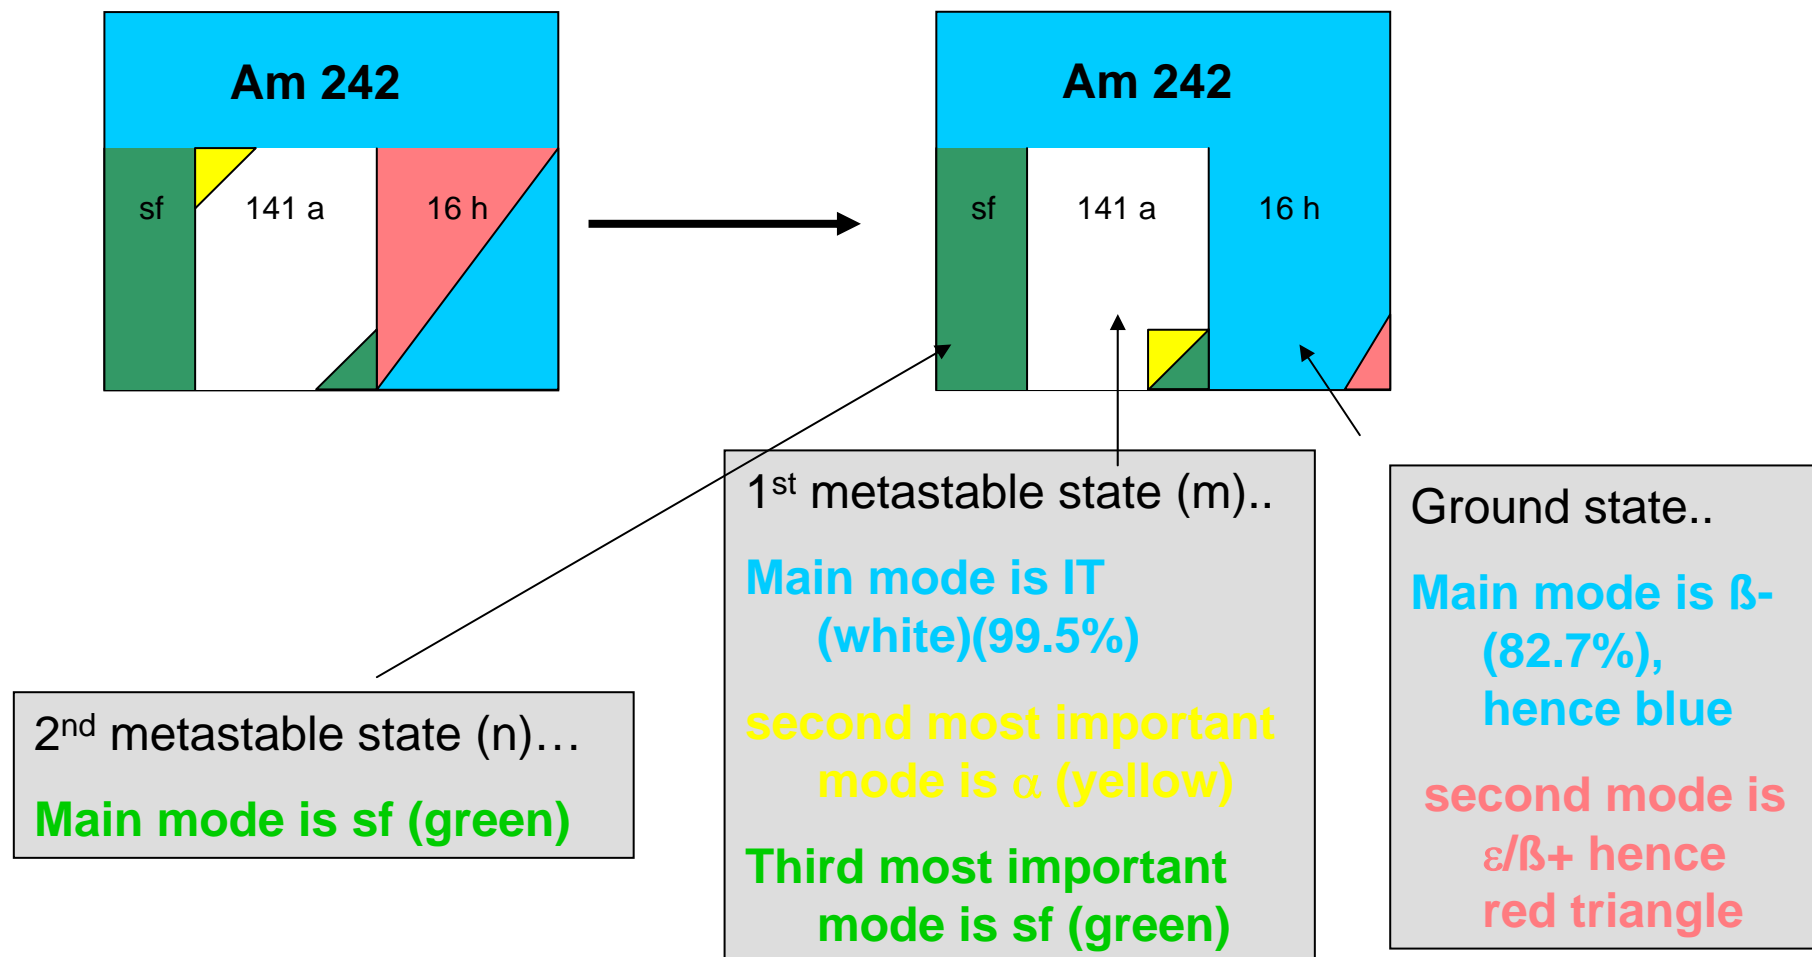 Am 242
sf
141 a
16 h
Am 242
sf
141 a
16 h
2nd metastable state (n)…
Main mode is sf (green)
1st metastable state (m)..
Main mode is IT
(white)(99.5%)
second most important
mode is α (yellow)
Third most important
mode is sf (green)
Ground state..
Main mode is ß-
(82.7%),
hence blue
second mode is
ε/ß+ hence
red triangle